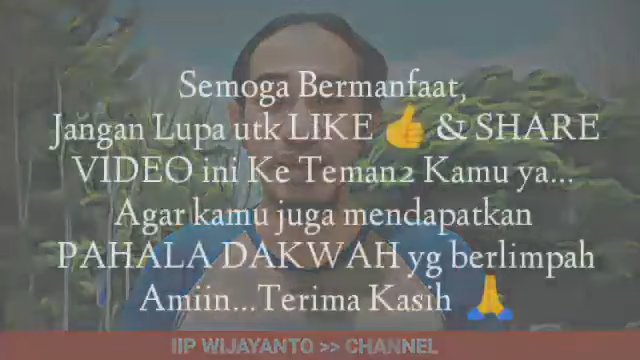 Semoga Bermanfaat,
Jangan Lupa utk LIKE 👍 & SHARE
VIDEO ini Ke Teman2 Kamu ya...
Agar kamu juga mendapatkan
PAHALA DAKWAH yg berlimpah
Amiin...Terima Kasih 🙏
IIP WIJAYANTO >> CHANNEL